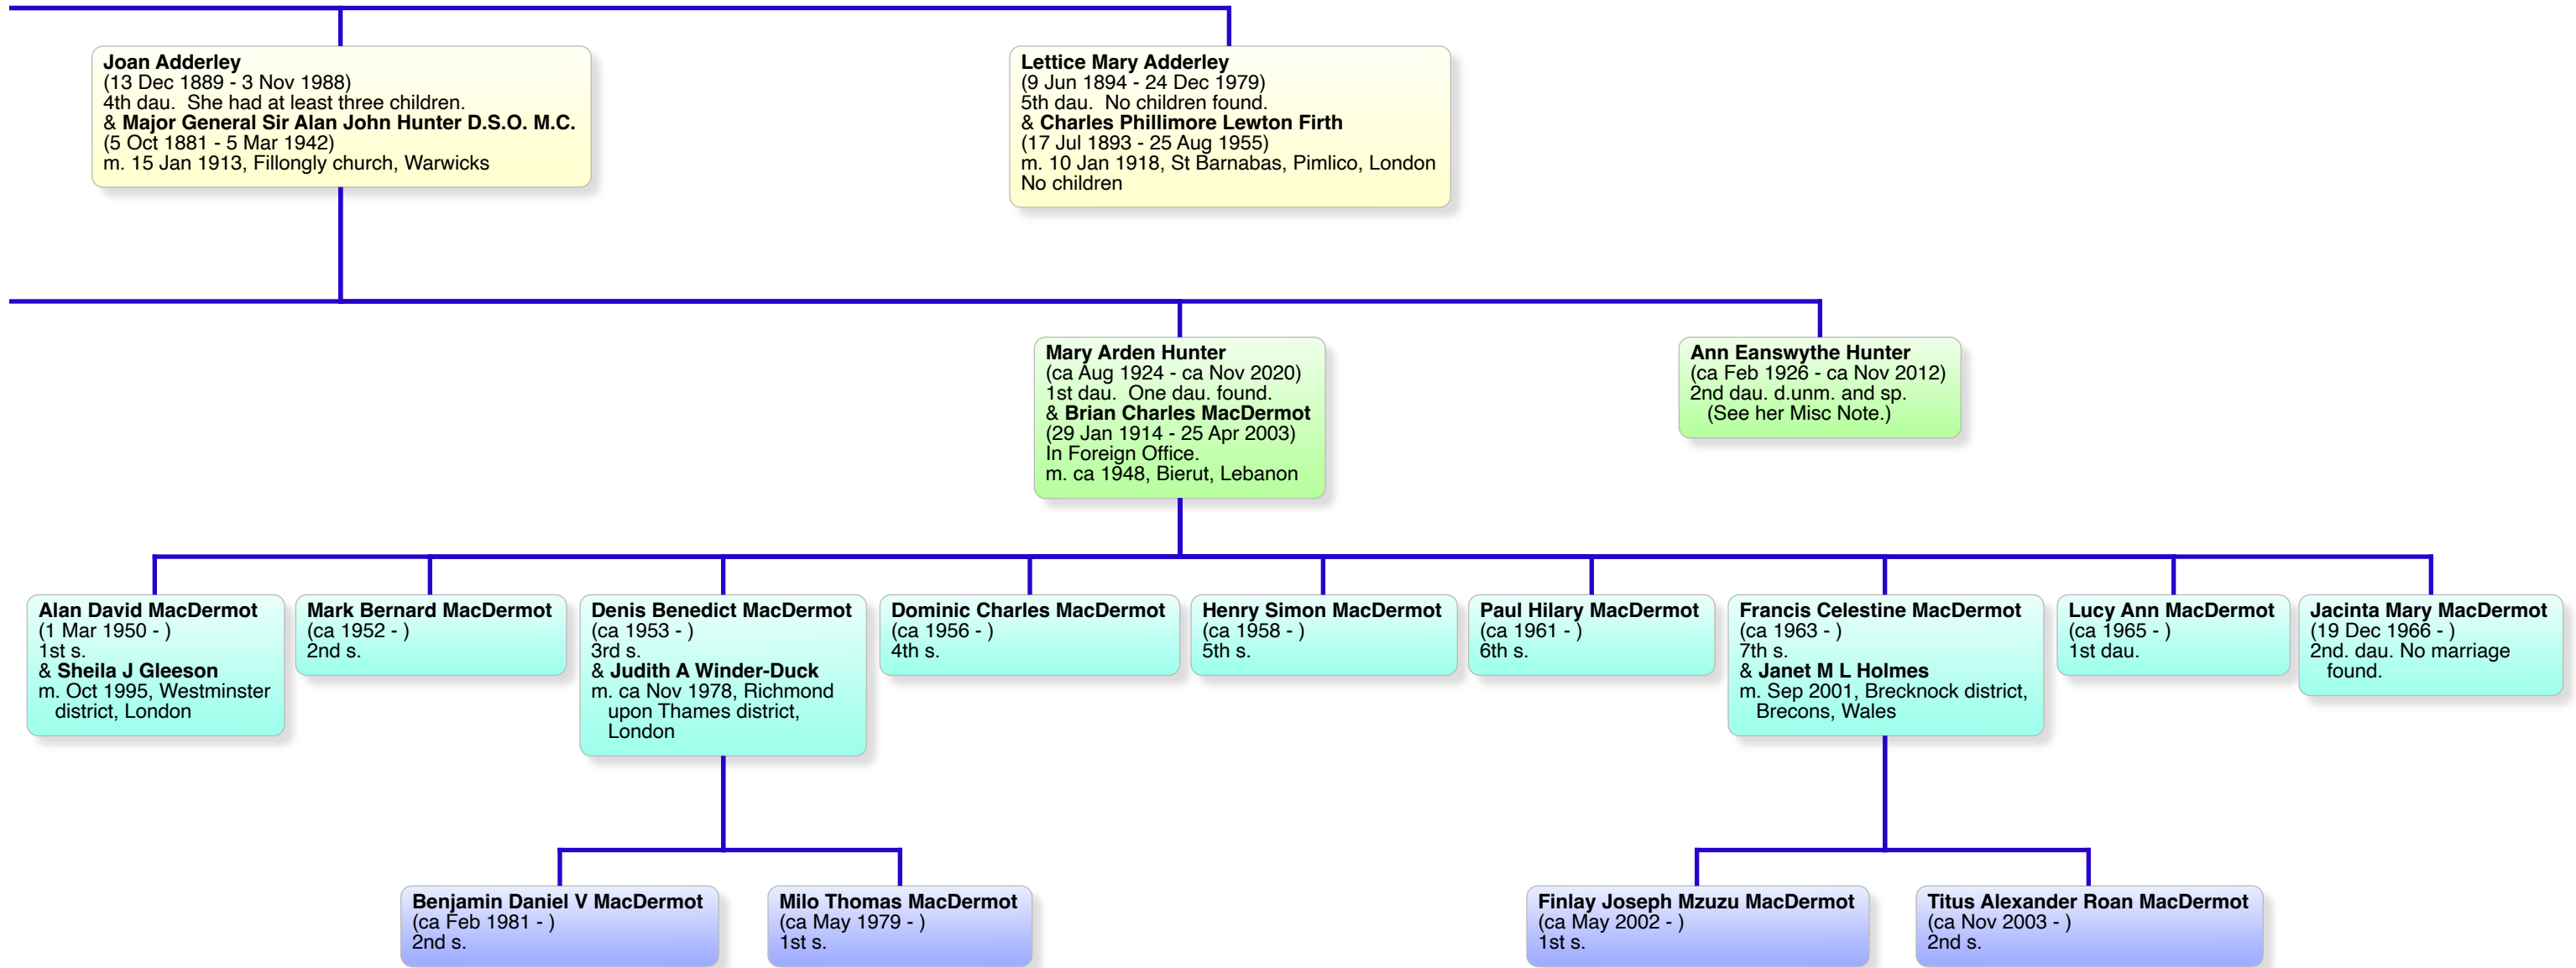 Joan Adderley
(13 Dec 1889 - 3 Nov 1988)
4th dau.  She had at least three children.
& Major General Sir Alan John Hunter D.S.O. M.C.
(5 Oct 1881 - 5 Mar 1942)
m. 15 Jan 1913, Fillongly church, Warwicks
Lettice Mary Adderley
(9 Jun 1894 - 24 Dec 1979)
5th dau.  No children found.
& Charles Phillimore Lewton Firth
(17 Jul 1893 - 25 Aug 1955)
m. 10 Jan 1918, St Barnabas, Pimlico, London
No children
Mary Arden Hunter
(ca Aug 1924 - ca Nov 2020)
1st dau.  One dau. found.
& Brian Charles MacDermot
(29 Jan 1914 - 25 Apr 2003)
In Foreign Office.
m. ca 1948, Bierut, Lebanon
Ann Eanswythe Hunter
(ca Feb 1926 - ca Nov 2012)
2nd dau. d.unm. and sp.
(See her Misc Note.)
Alan David MacDermot
(1 Mar 1950 - )
1st s.
& Sheila J Gleeson
m. Oct 1995, Westminster
district, London
Mark Bernard MacDermot
(ca 1952 - )
2nd s.
Denis Benedict MacDermot
(ca 1953 - )
3rd s.
& Judith A Winder-Duck
m. ca Nov 1978, Richmond
upon Thames district,
London
Dominic Charles MacDermot
(ca 1956 - )
4th s.
Henry Simon MacDermot
(ca 1958 - )
5th s.
Paul Hilary MacDermot
(ca 1961 - )
6th s.
Francis Celestine MacDermot
(ca 1963 - )
7th s.
& Janet M L Holmes
m. Sep 2001, Brecknock district,
Brecons, Wales
Lucy Ann MacDermot
(ca 1965 - )
1st dau.
Jacinta Mary MacDermot
(19 Dec 1966 - )
2nd. dau. No marriage
found.
Benjamin Daniel V MacDermot
(ca Feb 1981 - )
2nd s.
Milo Thomas MacDermot
(ca May 1979 - )
1st s.
Finlay Joseph Mzuzu MacDermot
(ca May 2002 - )
1st s.
Titus Alexander Roan MacDermot
(ca Nov 2003 - )
2nd s.